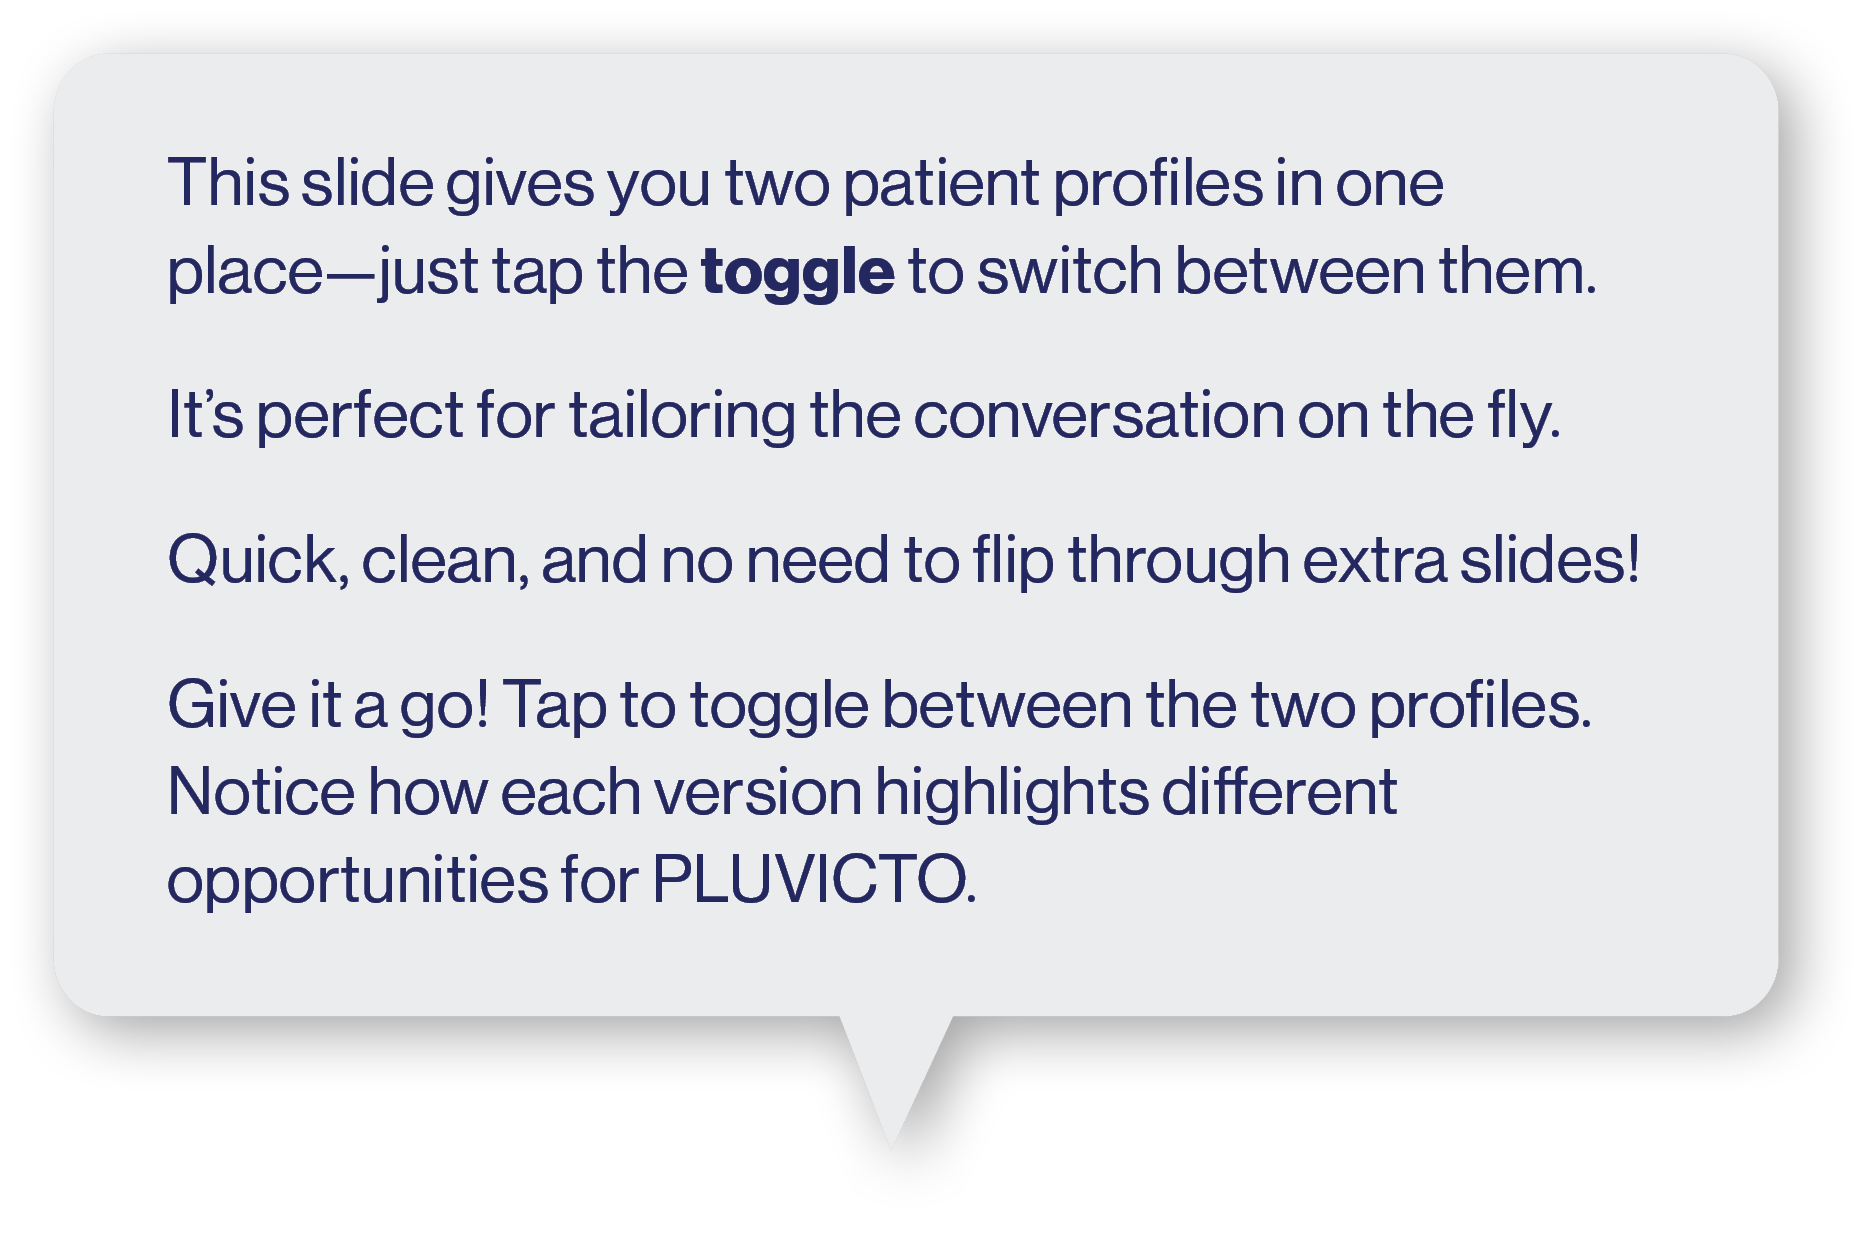 This slide gives you two patient profiles in one
place—just tap the toggle to switch between them.
It’s perfect for tailoring the conversation on the fly.
Quick, clean, and no need to flip through extra slides!
Give it a go! Tap to toggle between the two profiles.
Notice how each version highlights different
opportunities for PLUVICTO.